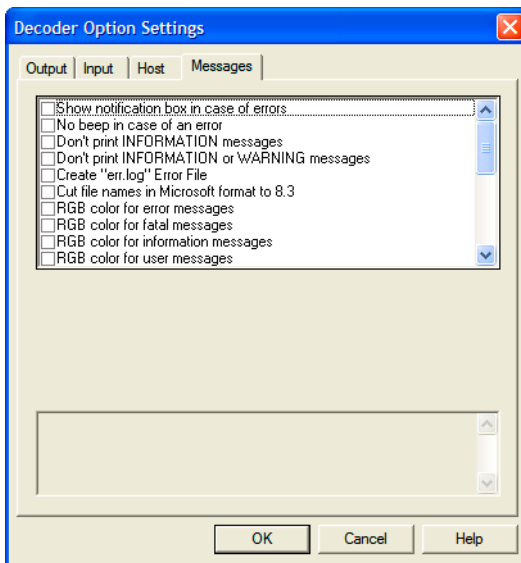 Decoder Option Settings
Output Input Host Messages
Show notification box in case of errors
No beep in case of an error
Don't print INFORMATION messages
Don't print INFORMATION or WARNING messages
Create "err.log" Error File
Cut file names in Microsoft format to 8.3
RGB color for error messages
RGB color for fatal messages
RGB color for information messages
RGB color for user messages
OK Cancel Help